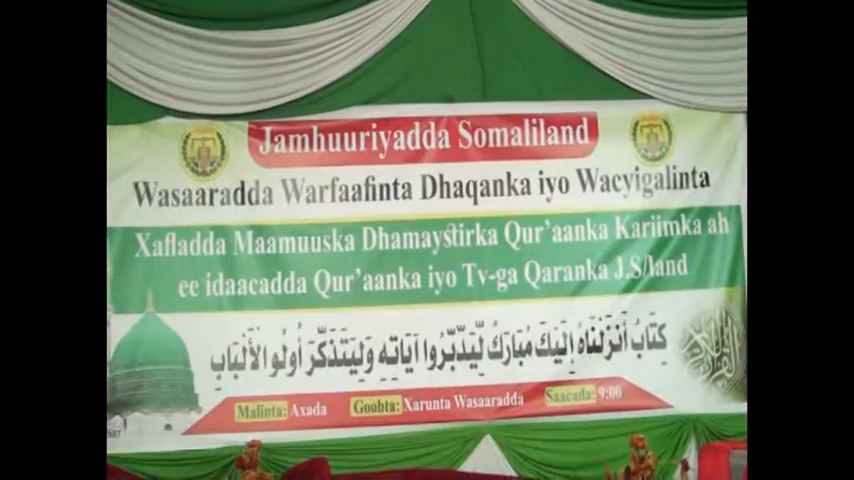 Jamhuuriyadda Somaliland
Wasaaradda Warfaafinta Dhaqanka iyo Wacyigalinta
Xafladda Maamuuska Dhamaystirka Qur'aanka Kariimka ah
ee idaacadda Qur'aanka iyo Tv-ga Qaranka J.S/land
كِتَابٌ أَنزَلْنَاهُ إِلَيْكَ مُبَارَكٌ لِّيَدَّبَّرُوا آيَاتِهِ وَلِيَتَذَكَّرَ أُولُو الأَلْبَابِ
Malinta: Axada Goobta: Xarunta Wasaaradda Saacada: 9:00